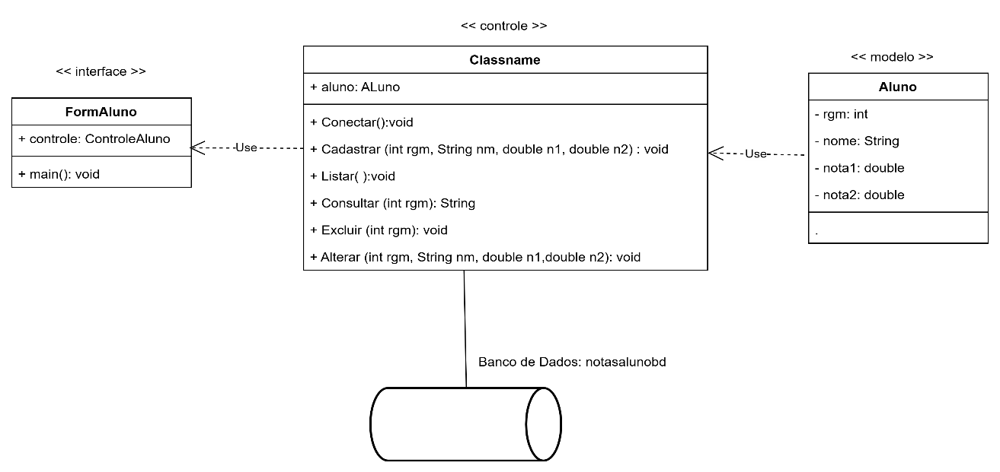 << interface >>
FormAluno
+ controle: ControleAluno
+ main(): void
Use
<< controle >>
Classname
+ aluno: ALuno
+ Conectar():void
+ Cadastrar (int rgm, String nm, double n1, double n2) : void
+ Listar( ):void
+ Consultar (int rgm): String
+ Excluir (int rgm): void
+ Alterar (int rgm, String nm, double n1,double n2): void
Use
<< modelo >>
Aluno
- rgm: int
- nome: String
- nota1: double
- nota2: double
.
Banco de Dados: notasalunobd